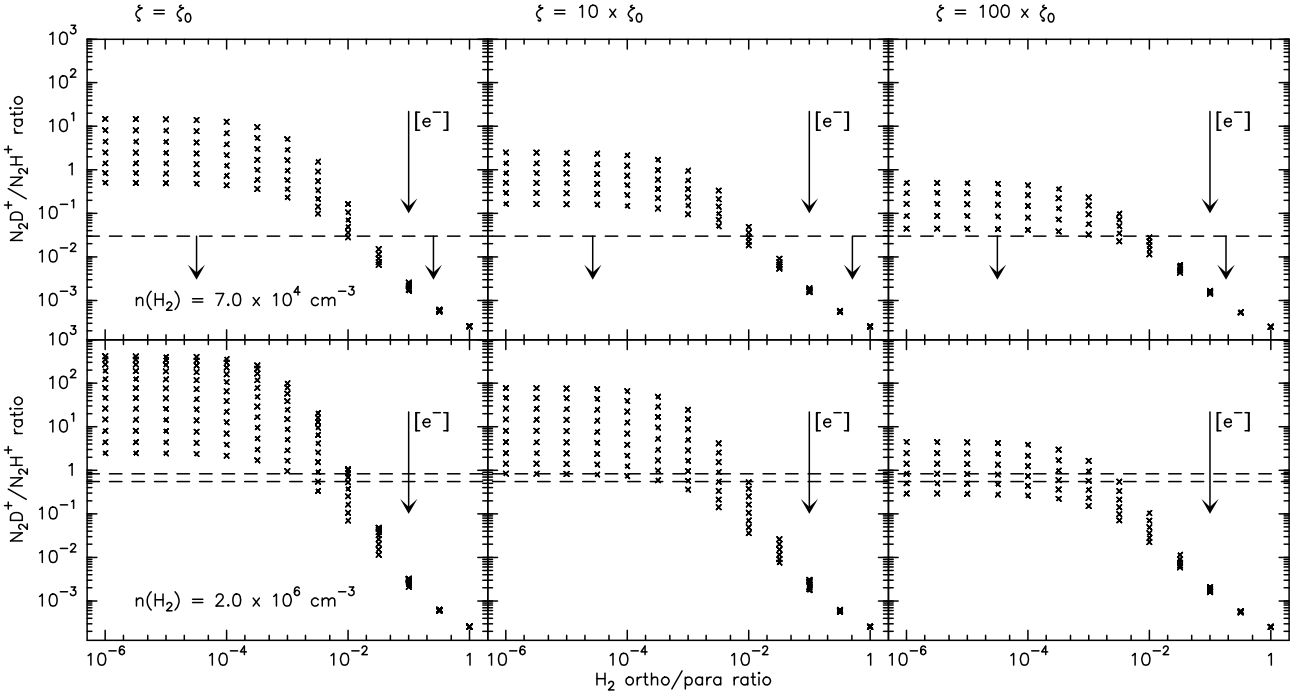 ζ = ζ₀
ζ = 10 x ζ₀
ζ = 100 x ζ₀
10³
10²
10
1
10⁻¹
10⁻²
10⁻³
N₂D⁺/N₂H⁺ ratio
[e⁻]
[e⁻]
[e⁻]
n(H₂) = 7.0 x 10⁴ cm⁻³
10³
10²
10
1
10⁻¹
10⁻²
10⁻³
N₂D⁺/N₂H⁺ ratio
[e⁻]
[e⁻]
[e⁻]
n(H₂) = 2.0 x 10⁶ cm⁻³
10⁻⁶ 10⁻⁴ 10⁻² 1 10⁻⁶ 10⁻⁴ 10⁻² 1 10⁻⁶ 10⁻⁴ 10⁻² 1
H₂ ortho/para ratio